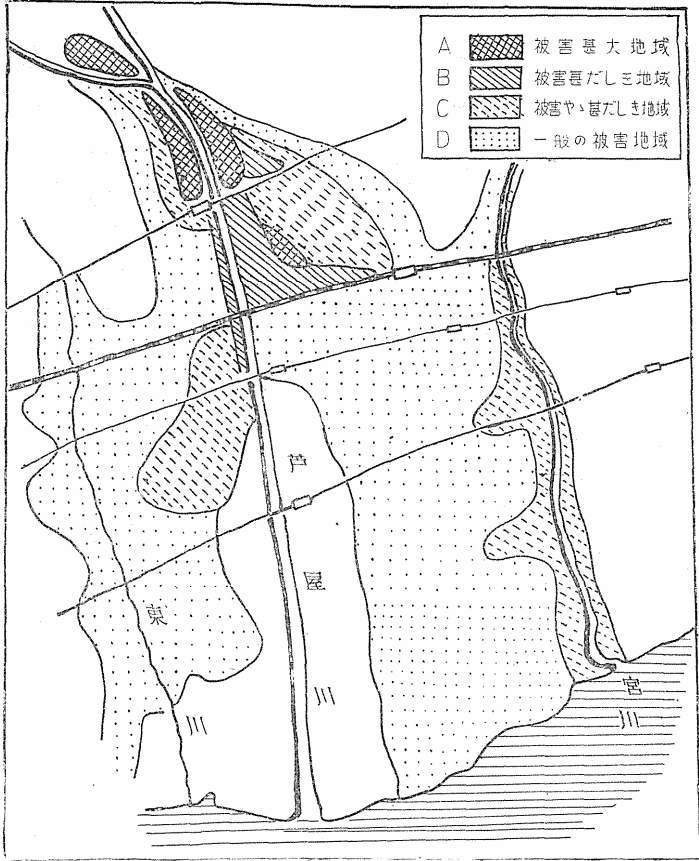 A 被害甚大地域
B 被害甚だしき地域
C 被害やゝ甚だしき地域
D 一般の被害地域
芦屋川
東川
宮川